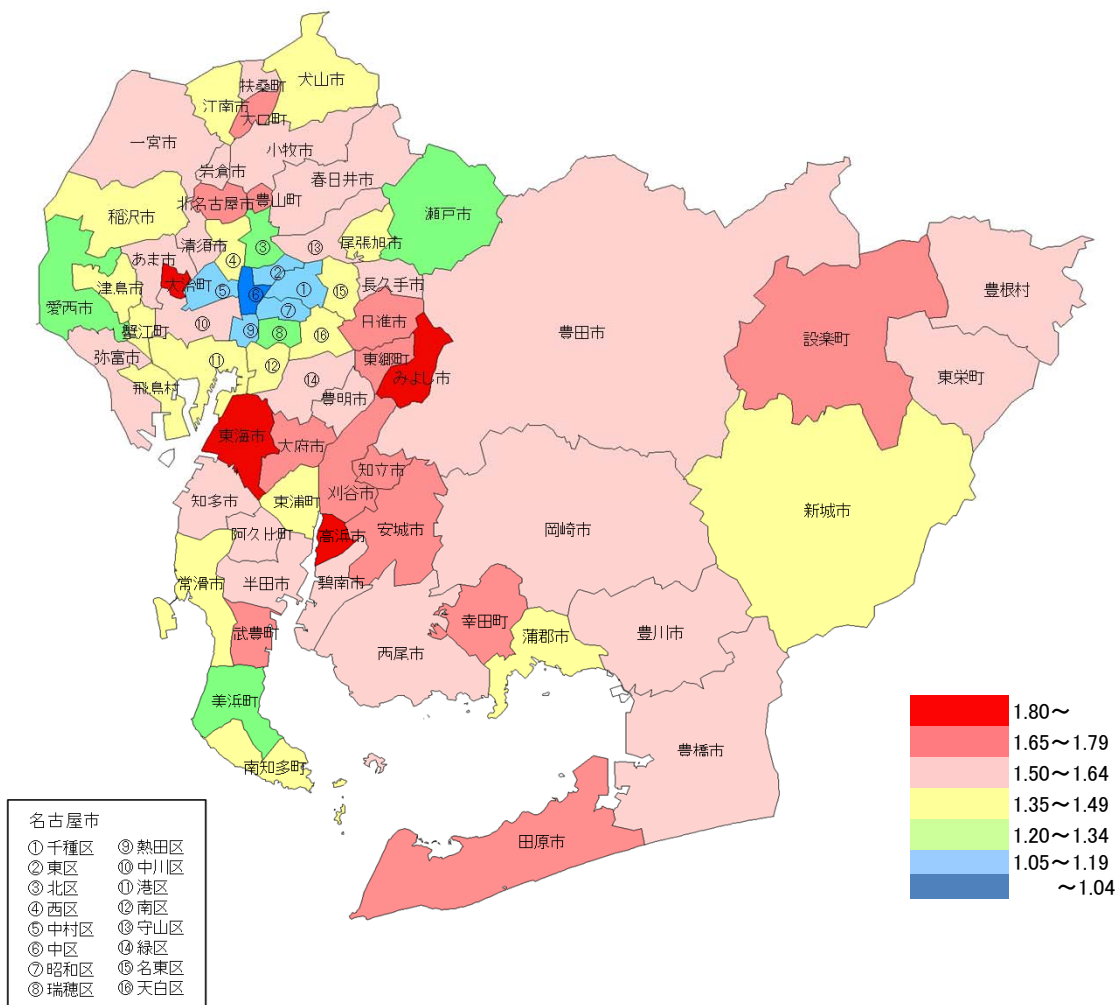 犬山市
扶桑町
江南市
大口町
一宮市
小牧市
岩倉市
春日井市
北名古屋市
豊山町
瀬戸市
稲沢市
清須市
③
⑬
尾張旭市
あま市
④
津島市
大治町
⑤
②
⑥
①
⑮
長久手市
豊根村
愛西市
⑩
⑨
⑦
⑧
⑯
日進市
豊田市
設楽町
蟹江町
弥富市
⑪
⑫
東郷町
みよし市
東栄町
飛島村
⑭
豊明市
東海市
大府市
知立市
知多市
東浦町
刈谷市
新城市
阿久比町
高浜市
安城市
岡崎市
常滑市
半田市
碧南市
武豊町
幸田町
蒲郡市
豊川市
西尾市
美浜町
南知多町
豊橋市
田原市
1.80～
1.65～1.79
1.50～1.64
1.35～1.49
1.20～1.34
1.05～1.19
～1.04
名古屋市
①千種区 ⑨熱田区
②東区 ⑩中川区
③北区 ⑪港区
④西区 ⑫南区
⑤中村区 ⑬守山区
⑥中区 ⑭緑区
⑦昭和区 ⑮名東区
⑧瑞穂区 ⑯天白区